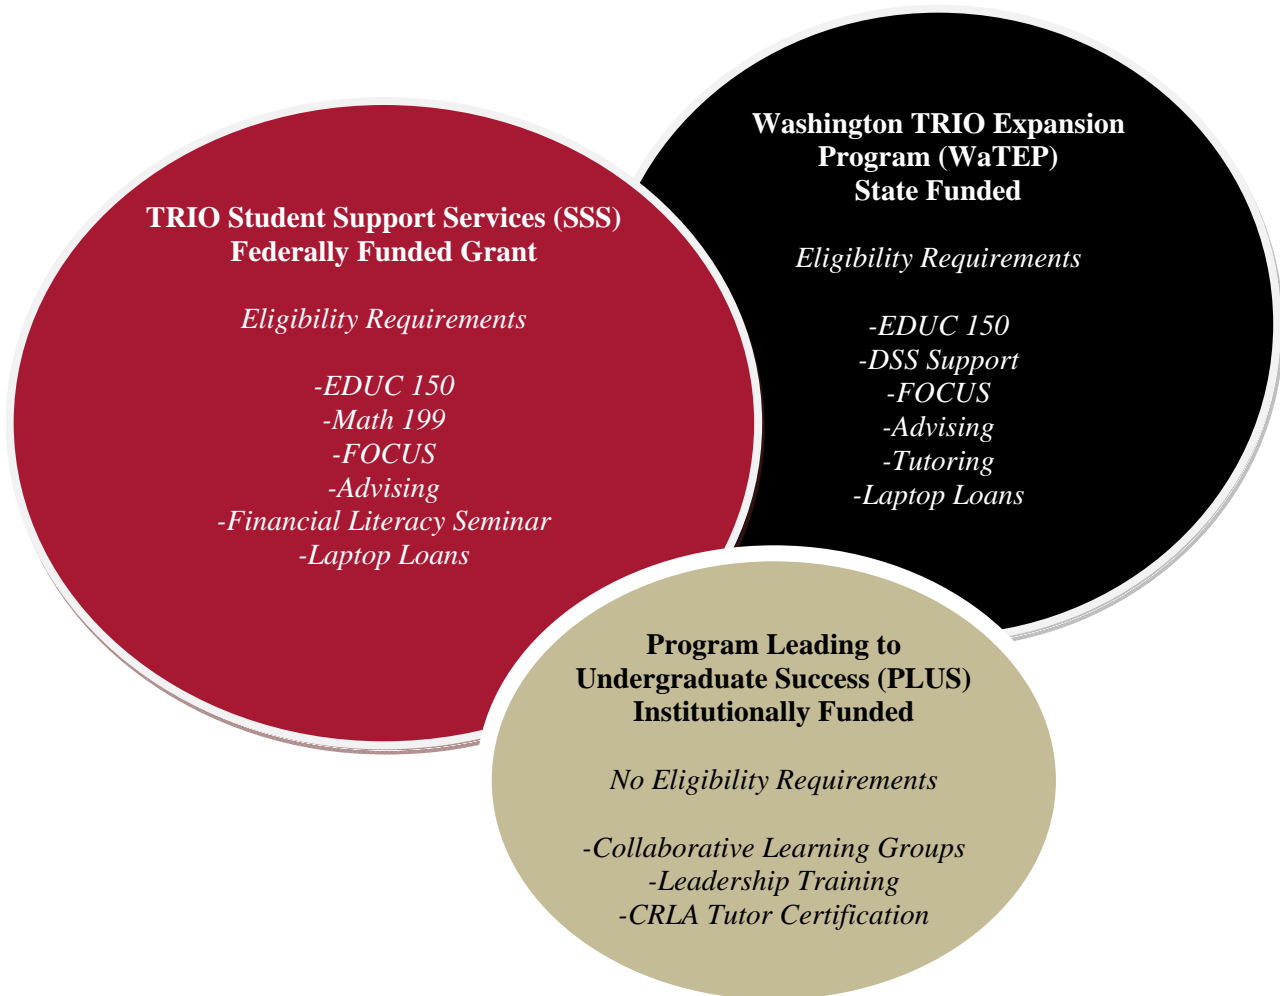 TRIO Student Support Services (SSS)
Federally Funded Grant
Eligibility Requirements
-EDUC 150
-Math 199
-FOCUS
-Advising
-Financial Literacy Seminar
-Laptop Loans
Washington TRIO Expansion
Program (WaTEP)
State Funded
Eligibility Requirements
-EDUC 150
-DSS Support
-FOCUS
-Advising
-Tutoring
-Laptop Loans
Program Leading to
Undergraduate Success (PLUS)
Institutionally Funded
No Eligibility Requirements
-Collaborative Learning Groups
-Leadership Training
-CRLA Tutor Certification